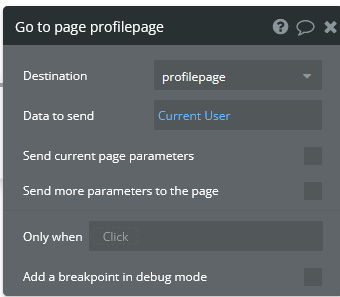 Go to page profilepage
Destination profilepage
Data to send Current User
Send current page parameters
Send more parameters to the page
Only when Click
Add a breakpoint in debug mode